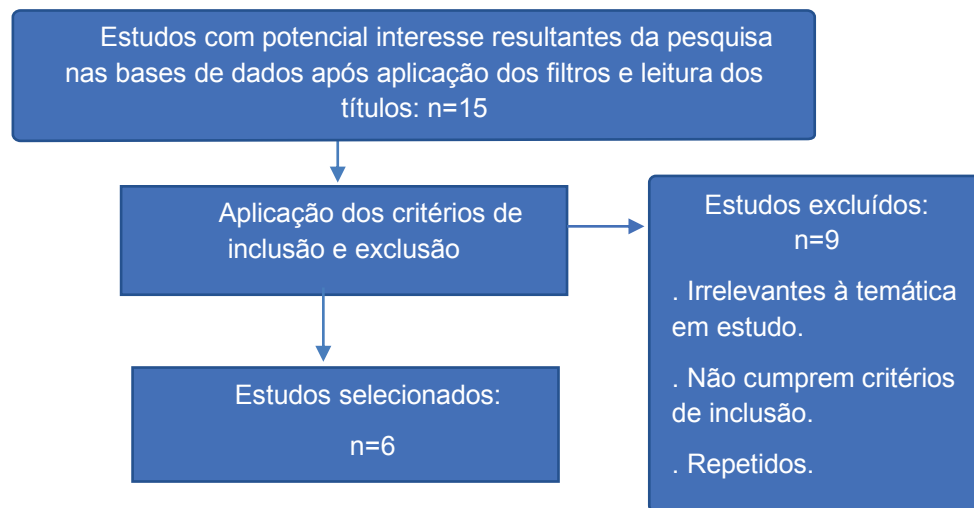 Estudos com potencial interesse resultantes da pesquisa
nas bases de dados após aplicação dos filtros e leitura dos
títulos: n=15
Aplicação dos critérios de
inclusão e exclusão
Estudos excluídos:
n=9
. Irrelevantes à temática
em estudo.
. Não cumprem critérios
de inclusão.
. Repetidos.
Estudos selecionados:
n=6